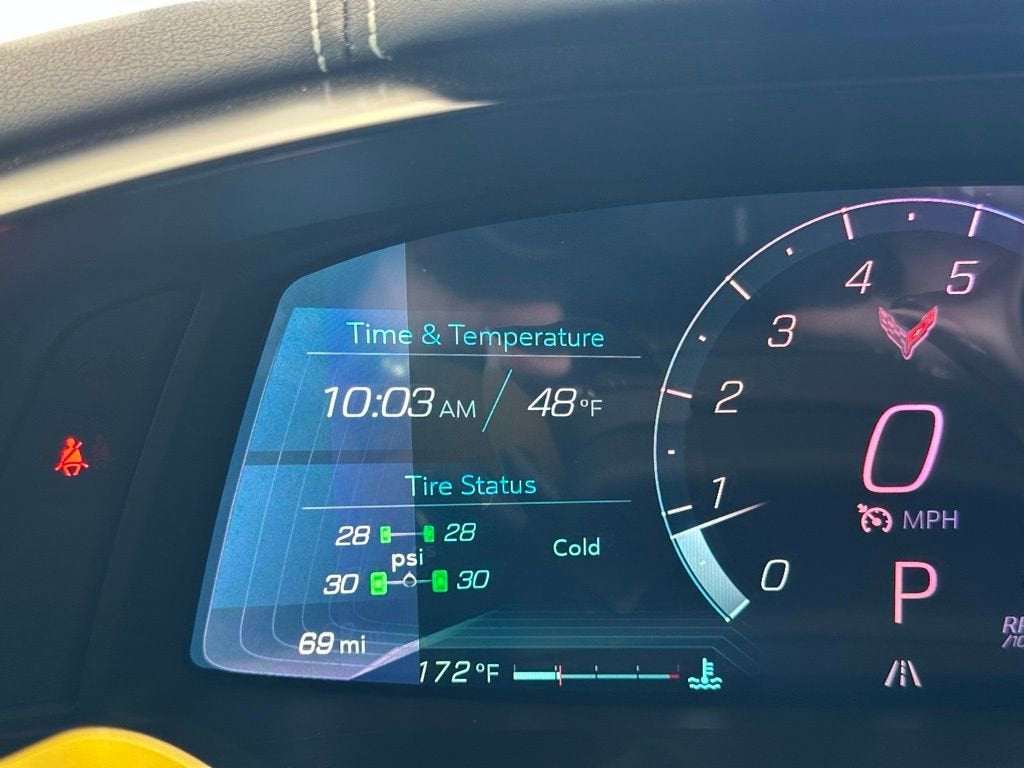 Time & Temperature
10:03 AM / 48°F
Tire Status
28 28
psi
Cold
30 30
69 mi
172°F
5
4
3
2
1
0
0
MPH
P